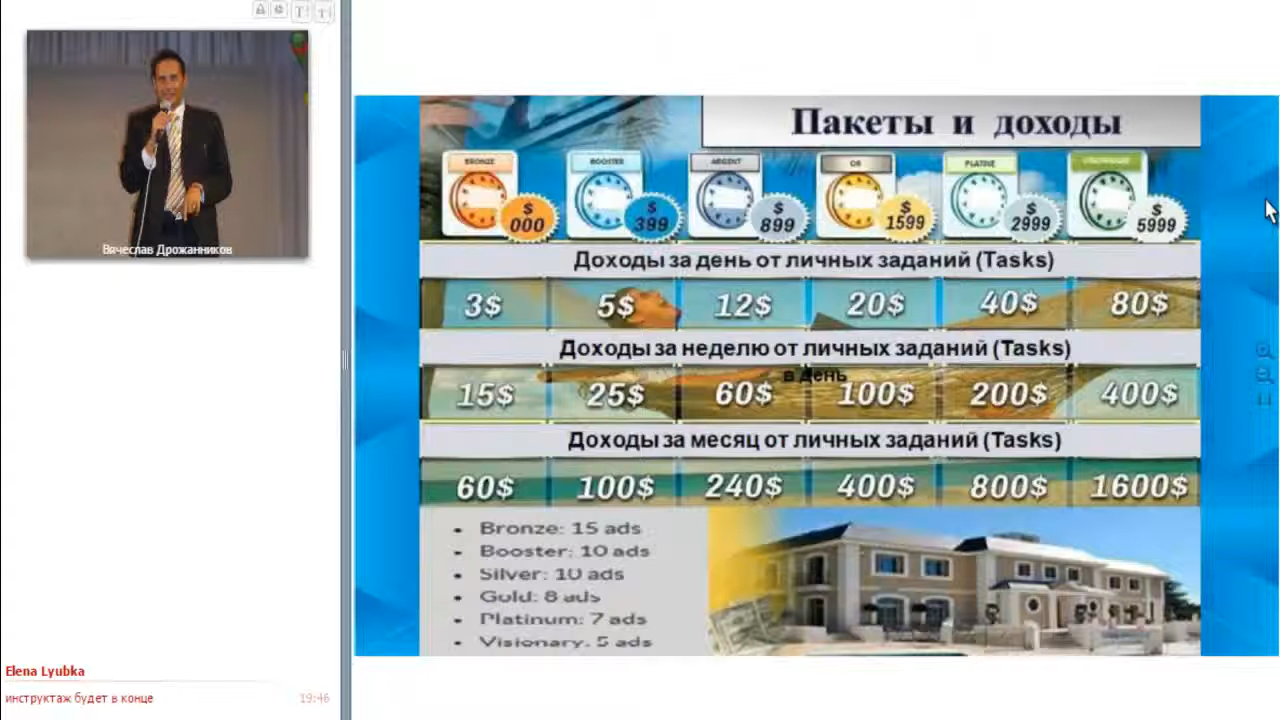 Вячеслав Дрожанников
Пакеты и доходы
BRONZE
BOOSTER
ARGENT
OR
PLATINE
$ 000
$ 399
$ 899
$ 1599
$ 2999
$ 5999
Доходы за день от личных заданий (Tasks)
3$ 5$ 12$ 20$ 40$ 80$
Доходы за неделю от личных заданий (Tasks)
в день
15$ 25$ 60$ 100$ 200$ 400$
Доходы за месяц от личных заданий (Tasks)
60$ 100$ 240$ 400$ 800$ 1600$
• Bronze: 15 ads
• Booster: 10 ads
• Silver: 10 ads
• Gold: 8 ads
• Platinum: 7 ads
• Visionary: 5 ads
Elena Lyubka
инструктаж будет в конце 19:46